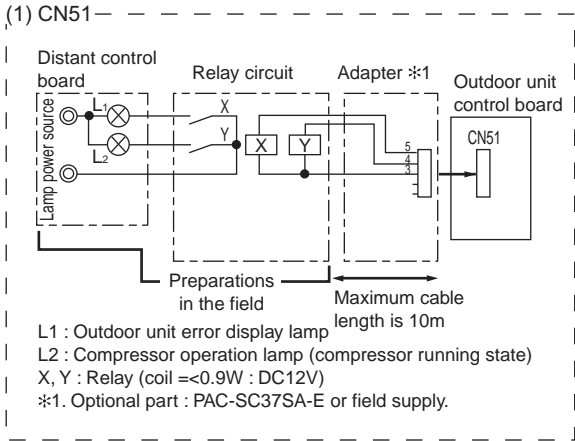 (1) CN51
Distant control
board
Relay circuit
Adapter ✻1
Outdoor unit
control board
Lamp power source
L1
L2
X
Y
X
Y
5
4
3
CN51
Preparations
in the field
Maximum cable
length is 10m
L1 : Outdoor unit error display lamp
L2 : Compressor operation lamp (compressor running state)
X, Y : Relay (coil =<0.9W : DC12V)
✻1. Optional part : PAC-SC37SA-E or field supply.